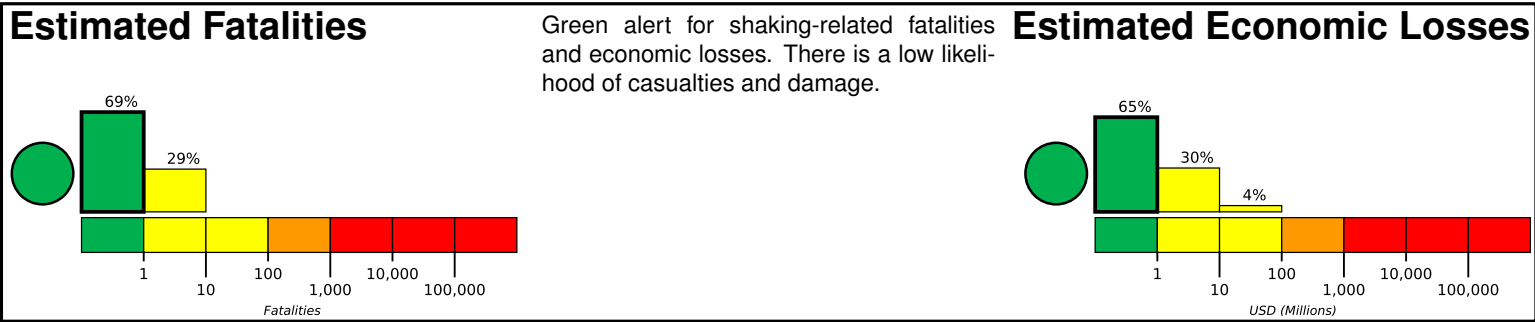 Estimated Fatalities
69%
29%
1
10
100
1,000
10,000
100,000
Fatalities
Green alert for shaking-related fatalities
and economic losses. There is a low likeli-
hood of casualties and damage.
Estimated Economic Losses
65%
30%
4%
1
10
100
1,000
10,000
100,000
USD (Millions)